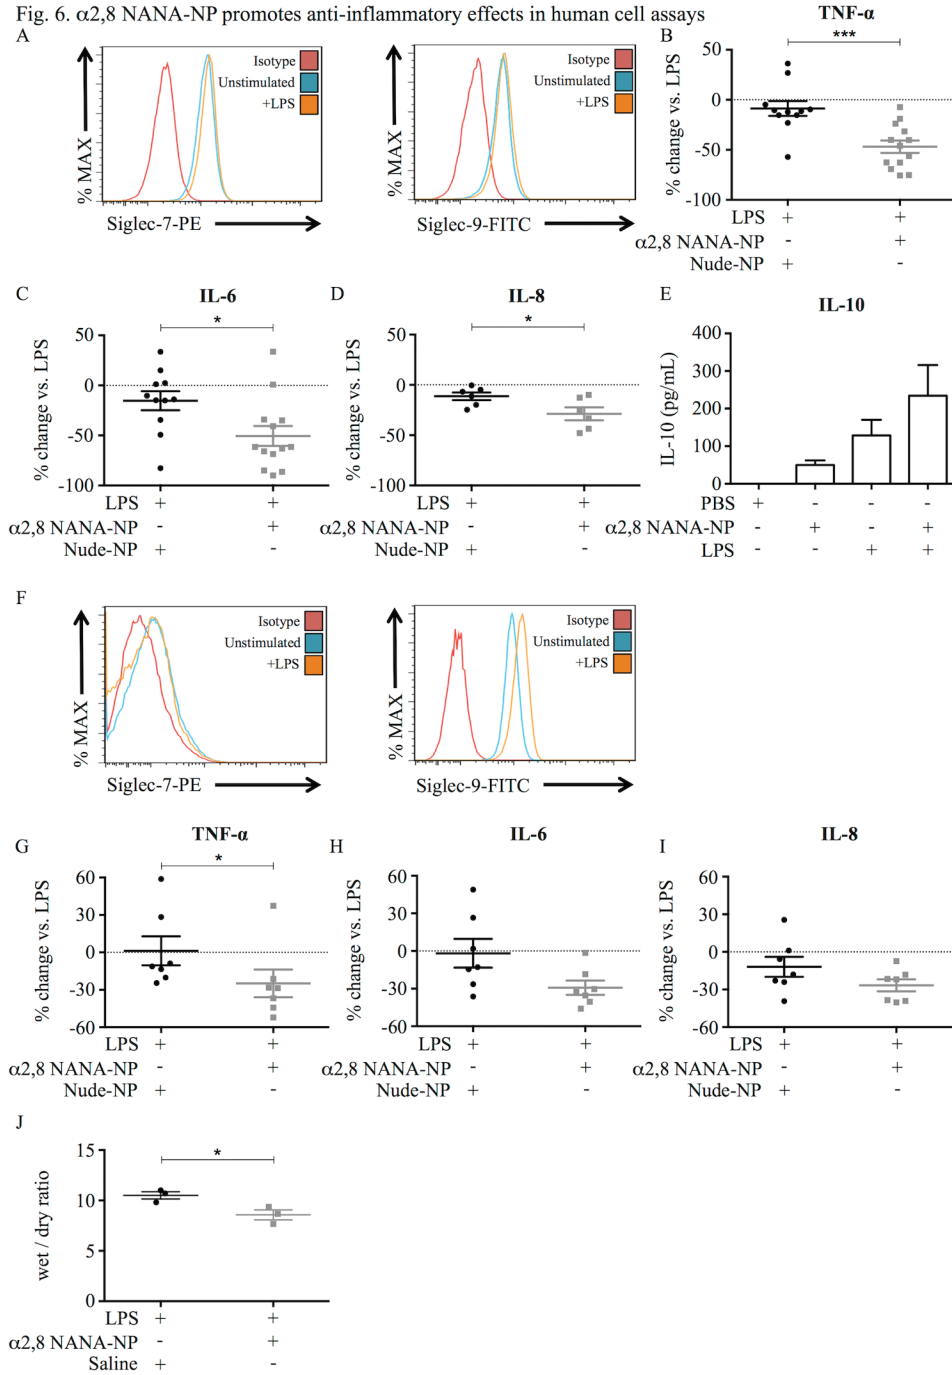 Fig. 6. α2,8 NANA-NP promotes anti-inflammatory effects in human cell assays
A
% MAX
Isotype
Unstimulated
+LPS
Siglec-7-PE
% MAX
Isotype
Unstimulated
+LPS
Siglec-9-FITC
B
TNF-α
***
% change vs. LPS
50
0
-50
-100
LPS + +
α2,8 NANA-NP - +
Nude-NP + -
C
IL-6
*
% change vs. LPS
50
0
-50
-100
LPS + +
α2,8 NANA-NP - +
Nude-NP + -
D
IL-8
*
% change vs. LPS
50
0
-50
-100
LPS + +
α2,8 NANA-NP - +
Nude-NP + -
E
IL-10
IL-10 (pg/mL)
400
300
200
100
0
PBS + - - -
α2,8 NANA-NP - + - +
LPS - - + +
F
% MAX
Isotype
Unstimulated
+LPS
Siglec-7-PE
% MAX
Isotype
Unstimulated
+LPS
Siglec-9-FITC
G
TNF-α
*
% change vs. LPS
60
30
0
-30
-60
LPS + +
α2,8 NANA-NP - +
Nude-NP + -
H
IL-6
% change vs. LPS
60
30
0
-30
-60
LPS + +
α2,8 NANA-NP - +
Nude-NP + -
I
IL-8
% change vs. LPS
60
30
0
-30
-60
LPS + +
α2,8 NANA-NP - +
Nude-NP + -
J
*
wet / dry ratio
15
10
5
0
LPS + +
α2,8 NANA-NP - +
Saline + -